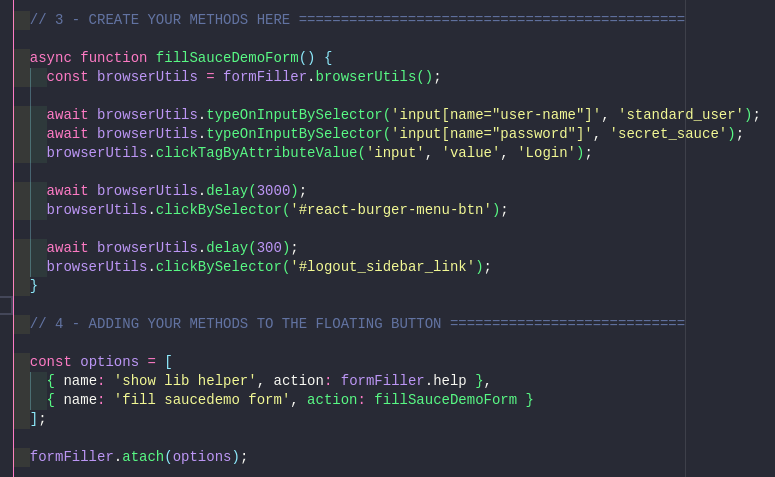 // 3 - CREATE YOUR METHODS HERE ==============================================
async function fillSauceDemoForm() {
const browserUtils = formFiller.browserUtils();
await browserUtils.typeOnInputBySelector('input[name="user-name"]', 'standard_user');
await browserUtils.typeOnInputBySelector('input[name="password"]', 'secret_sauce');
browserUtils.clickTagByAttributeValue('input', 'value', 'Login');
await browserUtils.delay(3000);
browserUtils.clickBySelector('#react-burger-menu-btn');
await browserUtils.delay(300);
browserUtils.clickBySelector('#logout_sidebar_link');
}
// 4 - ADDING YOUR METHODS TO THE FLOATING BUTTON ============================
const options = [
{ name: 'show lib helper', action: formFiller.help },
{ name: 'fill saucedemo form', action: fillSauceDemoForm }
];
formFiller.atach(options);